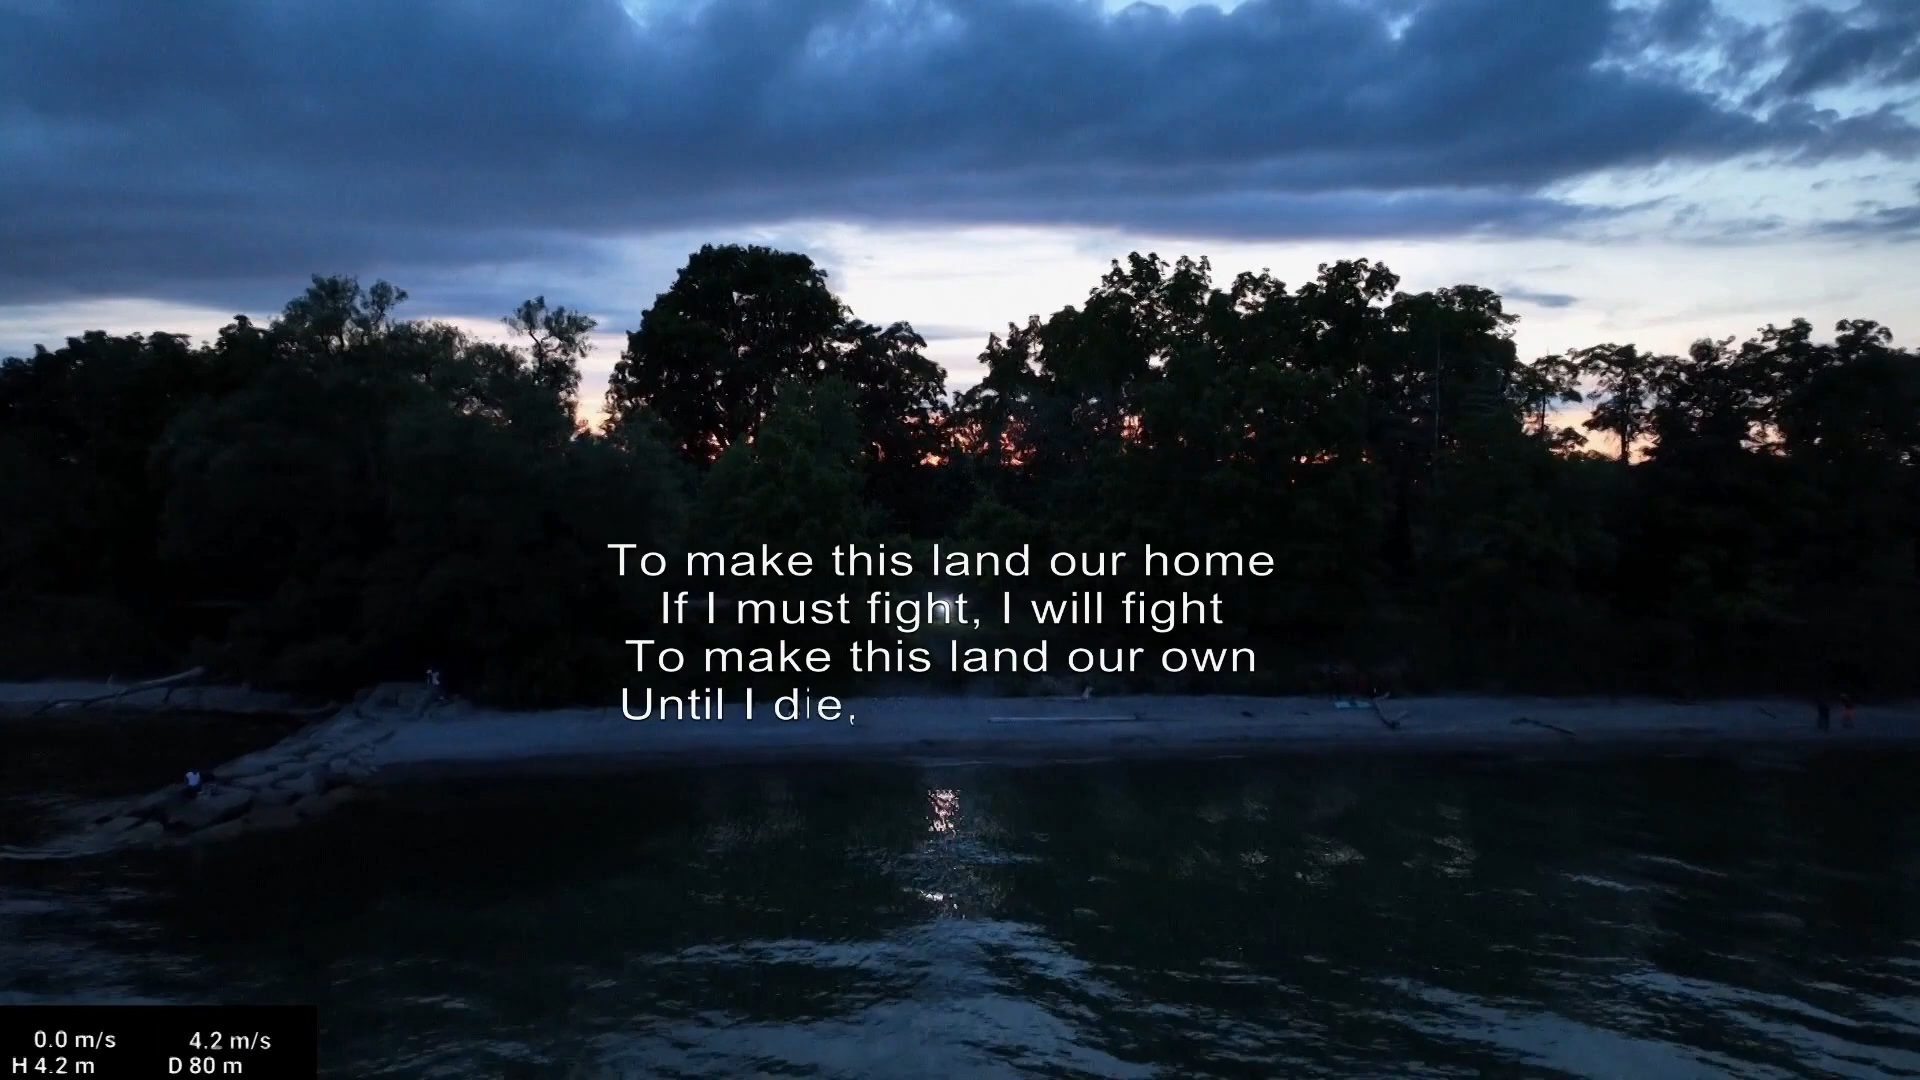 To make this land our home
If I must fight, I will fight
To make this land our own
Until I die,
0.0 m/s 4.2 m/s
H 4.2 m D 80 m